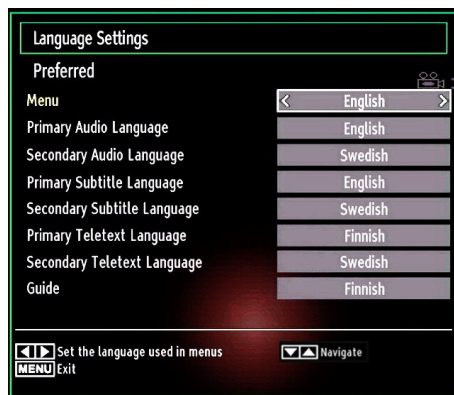 Language Settings
Preferred
Menu English
Primary Audio Language English
Secondary Audio Language Swedish
Primary Subtitle Language English
Secondary Subtitle Language Swedish
Primary Teletext Language Finnish
Secondary Teletext Language Swedish
Guide Finnish
Set the language used in menus Navigate
MENU Exit